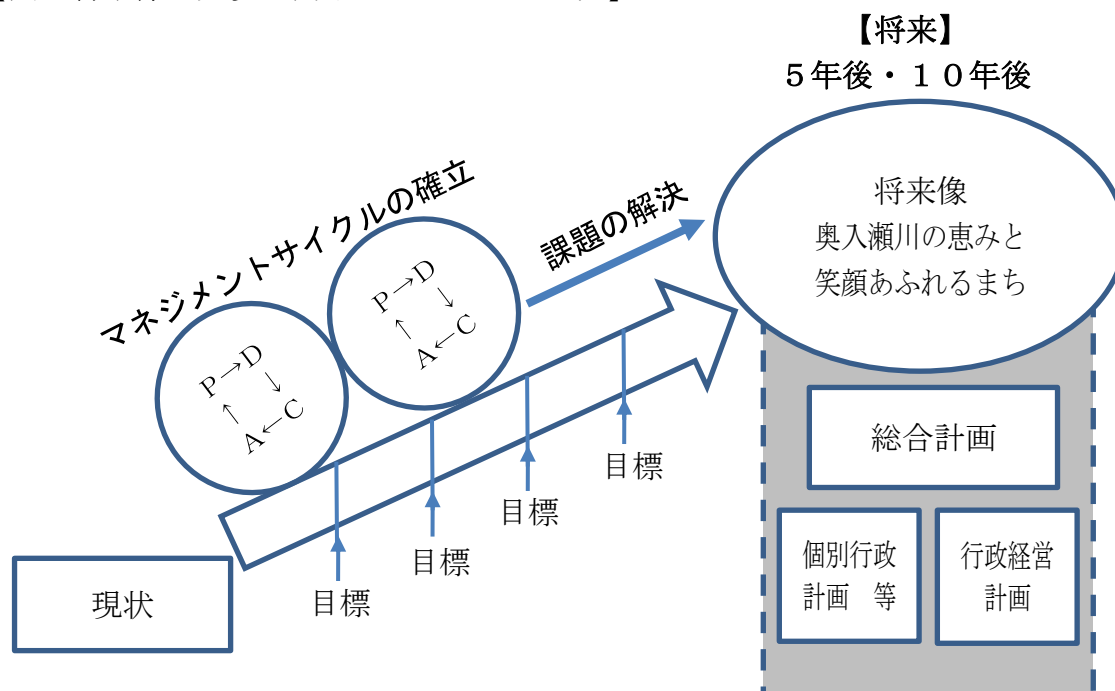 【将来】
５年後・１０年後
将来像
奥入瀬川の恵みと
笑顔あふれるまち
マネジメントサイクルの確立
課題の解決
P→D
↑ ↓
A←C
P→D
↑ ↓
A←C
総合計画
個別行政
計画　等
行政経営
計画
目標
目標
目標
目標
現状